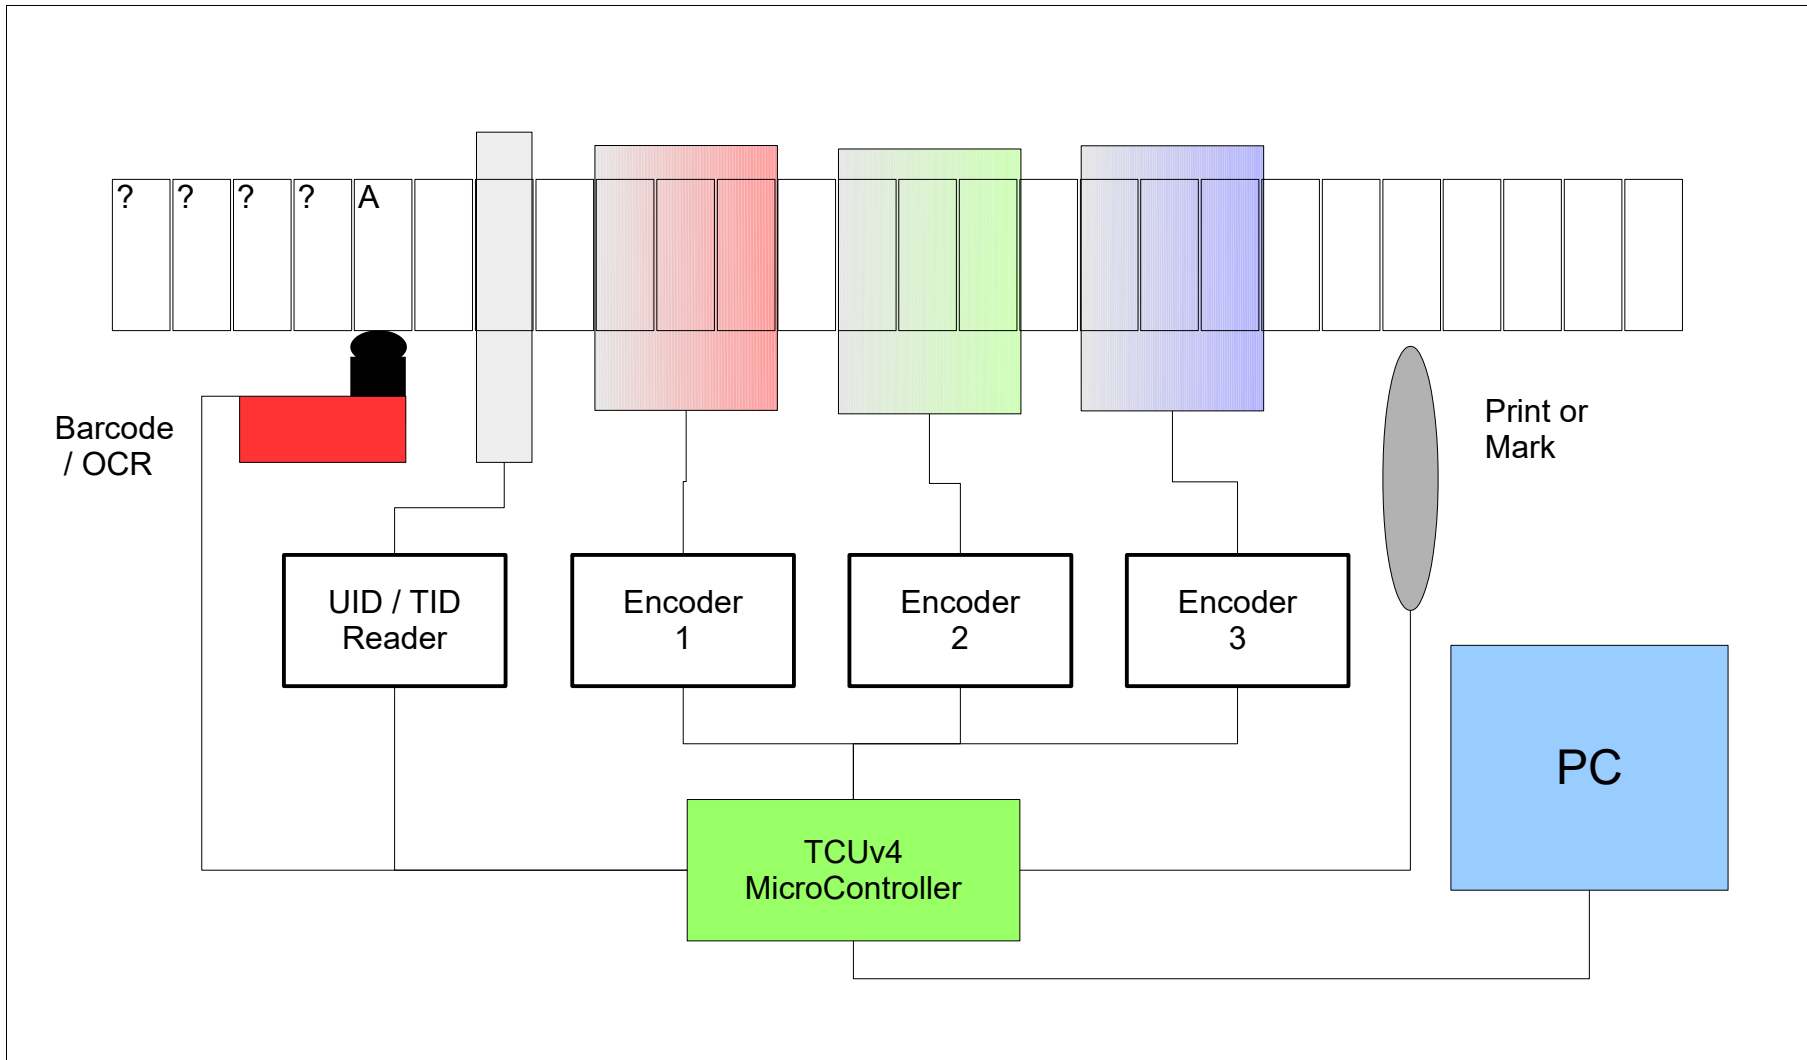 ? ? ? ? A
Barcode
/ OCR
Print or
Mark
UID / TID
Reader
Encoder
1
Encoder
2
Encoder
3
PC
TCUv4
MicroController